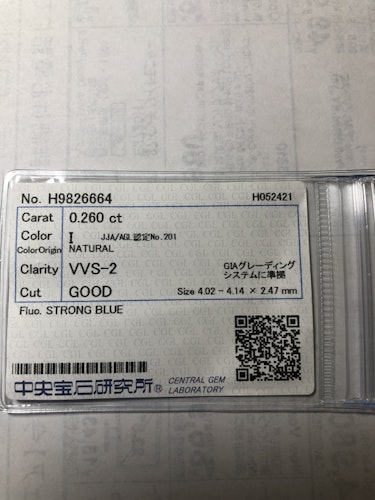 No. H9826664 H052421
Carat 0.260 ct
Color I JJA/AGL認定No.201
ColorOrigin NATURAL
Clarity VVS-2 GIAグレーディング
システムに準拠
Cut GOOD Size 4.02 - 4.14 × 2.47 mm
Fluo. STRONG BLUE
中央宝石研究所® CENTRAL GEM
LABORATORY